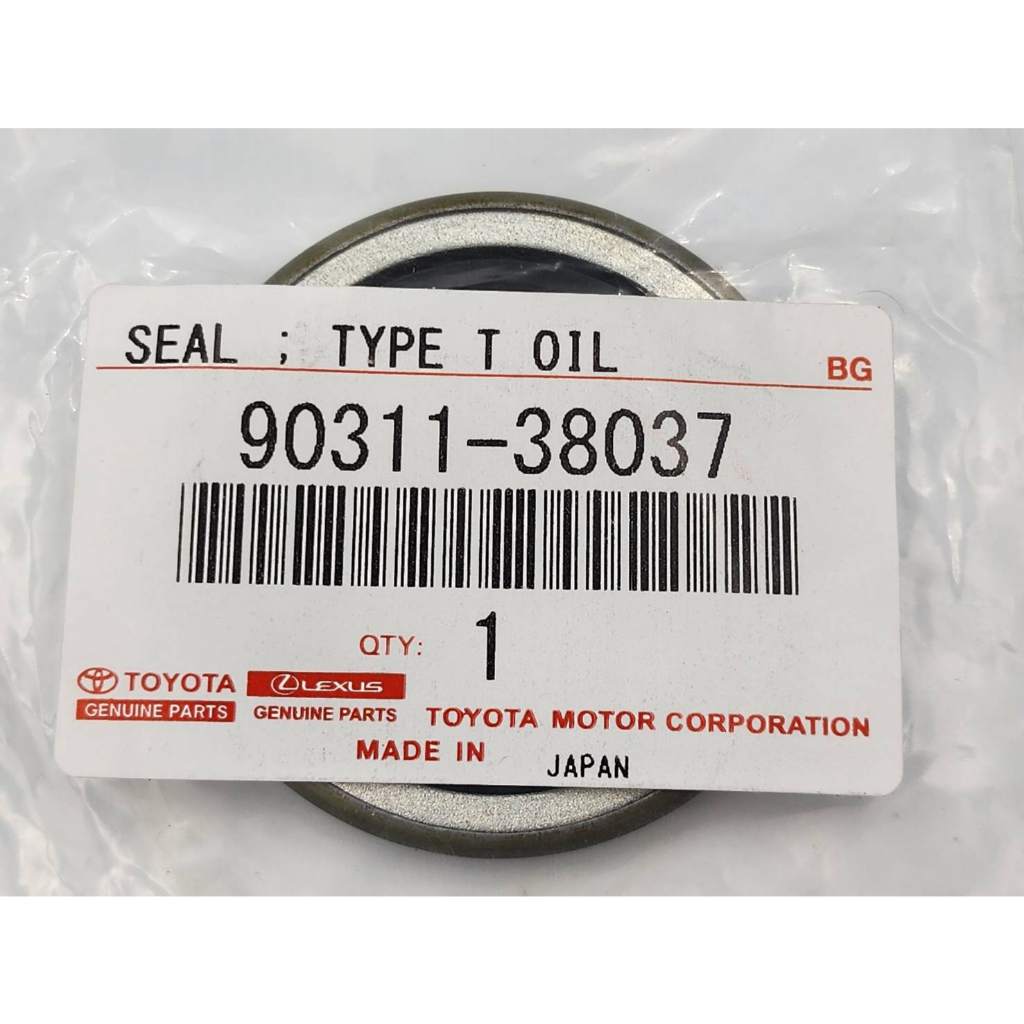 SEAL ; TYPE T OIL
BG
90311-38037
QTY: 1
TOYOTA LEXUS
GENUINE PARTS GENUINE PARTS TOYOTA MOTOR CORPORATION
MADE IN JAPAN